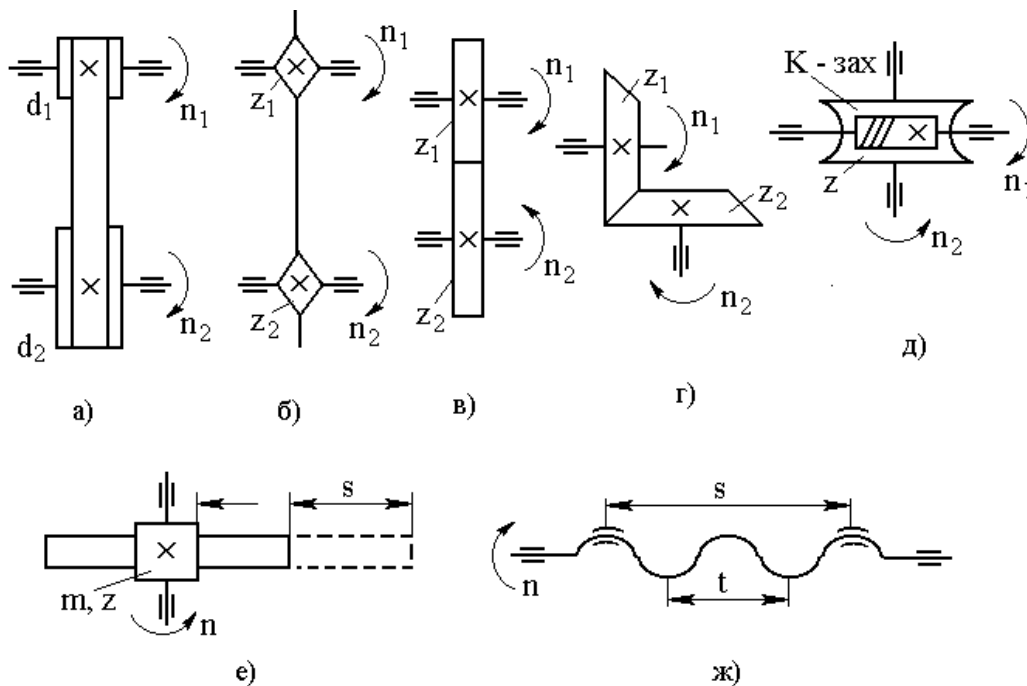 d₁
n₁
d₂
n₂
а)
z₁
n₁
z₂
n₂
б)
z₁
n₁
z₂
n₂
в)
z₁
n₁
z₂
n₂
г)
К - зах
z
n₁
n₂
д)
s
m, z
n
е)
s
n
t
ж)